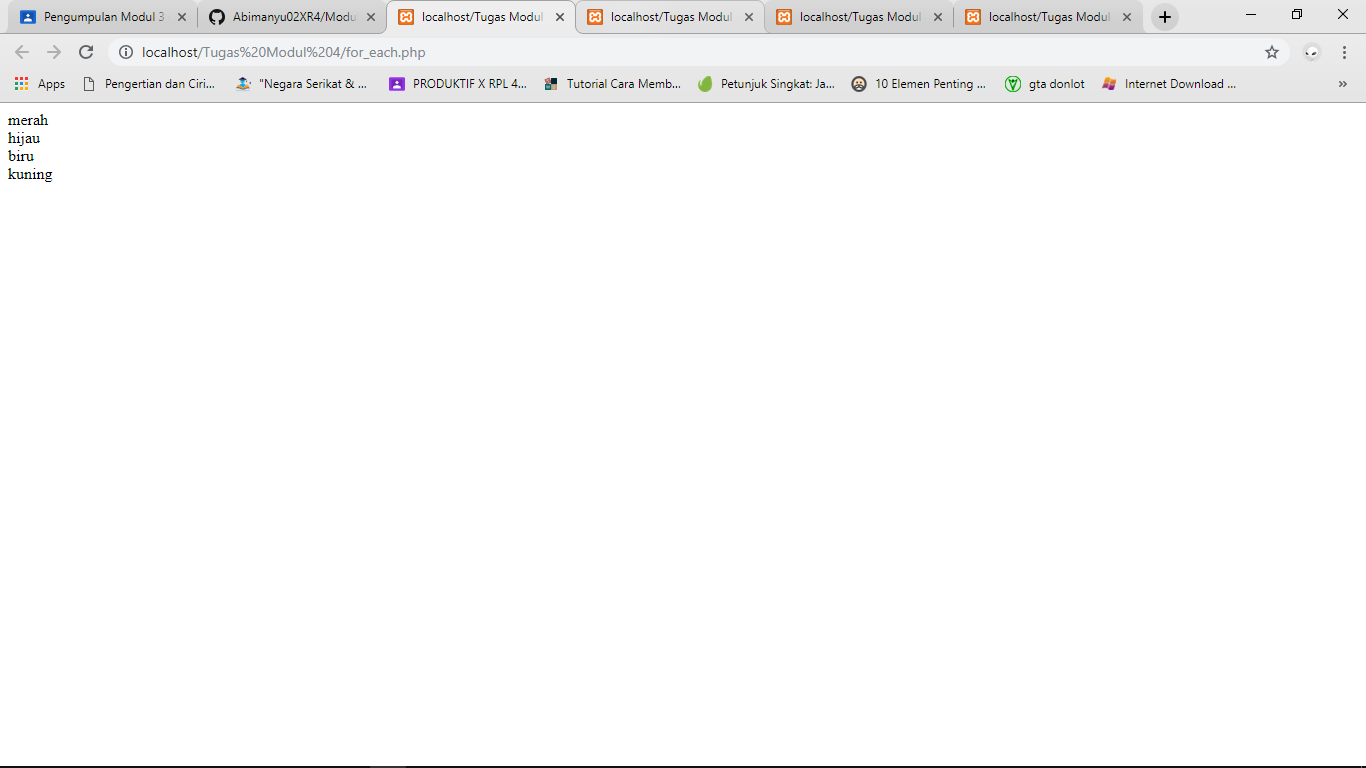 Pengumpulan Modul 3
Abimanyu02XR4/Modu
localhost/Tugas Modul
localhost/Tugas Modul
localhost/Tugas Modul
localhost/Tugas Modul
localhost/Tugas%20Modul%204/for_each.php
Apps
Pengertian dan Ciri...
"Negara Serikat & ...
PRODUKTIF X RPL 4...
Tutorial Cara Memb...
Petunjuk Singkat: Ja...
10 Elemen Penting ...
gta donlot
Internet Download ...
merah
hijau
biru
kuning